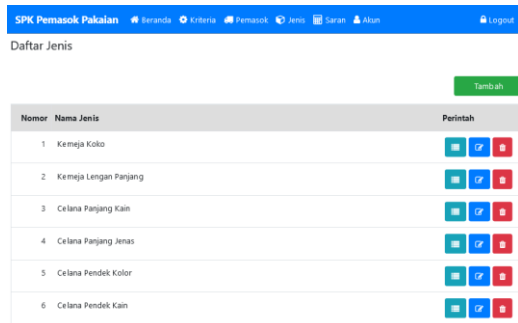 SPK Pemasok Pakaian Beranda Kriteria Pemasok Jenis Saran Akun Logout
Daftar Jenis
Tambah
Nomor Nama Jenis Perintah
1 Kemeja Koko
2 Kemeja Lengan Panjang
3 Celana Panjang Kain
4 Celana Panjang Jenas
5 Celana Pendek Kolor
6 Celana Pendek Kain